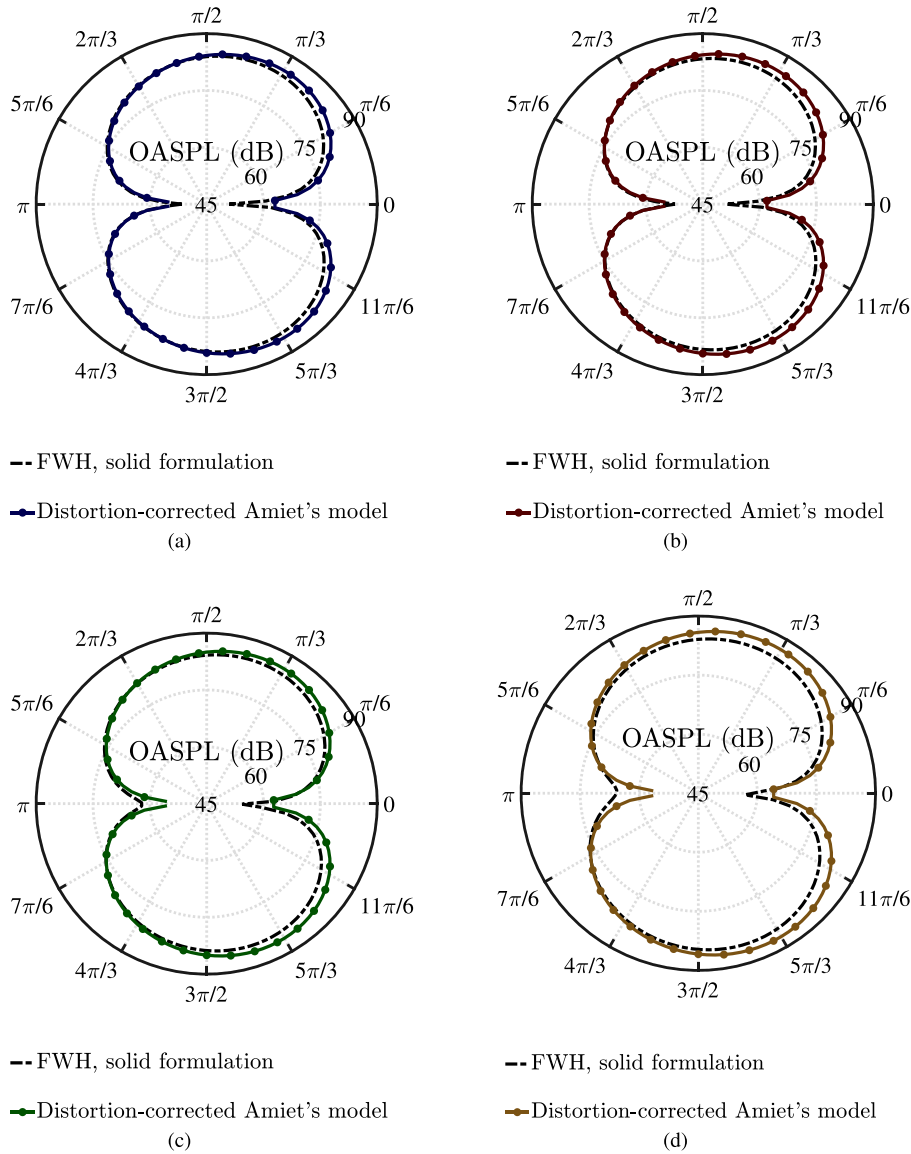 π/2
2π/3
π/3
5π/6
π/6
90
OASPL (dB)
75
60
π
45
0
7π/6
11π/6
4π/3
5π/3
3π/2
FWH, solid formulation
Distortion-corrected Amiet's model
(a)
π/2
2π/3
π/3
5π/6
π/6
90
OASPL (dB)
75
60
π
45
0
7π/6
11π/6
4π/3
5π/3
3π/2
FWH, solid formulation
Distortion-corrected Amiet's model
(b)
π/2
2π/3
π/3
5π/6
π/6
90
OASPL (dB)
75
60
π
45
0
7π/6
11π/6
4π/3
5π/3
3π/2
FWH, solid formulation
Distortion-corrected Amiet's model
(c)
π/2
2π/3
π/3
5π/6
π/6
90
OASPL (dB)
75
60
π
45
0
7π/6
11π/6
4π/3
5π/3
3π/2
FWH, solid formulation
Distortion-corrected Amiet's model
(d)